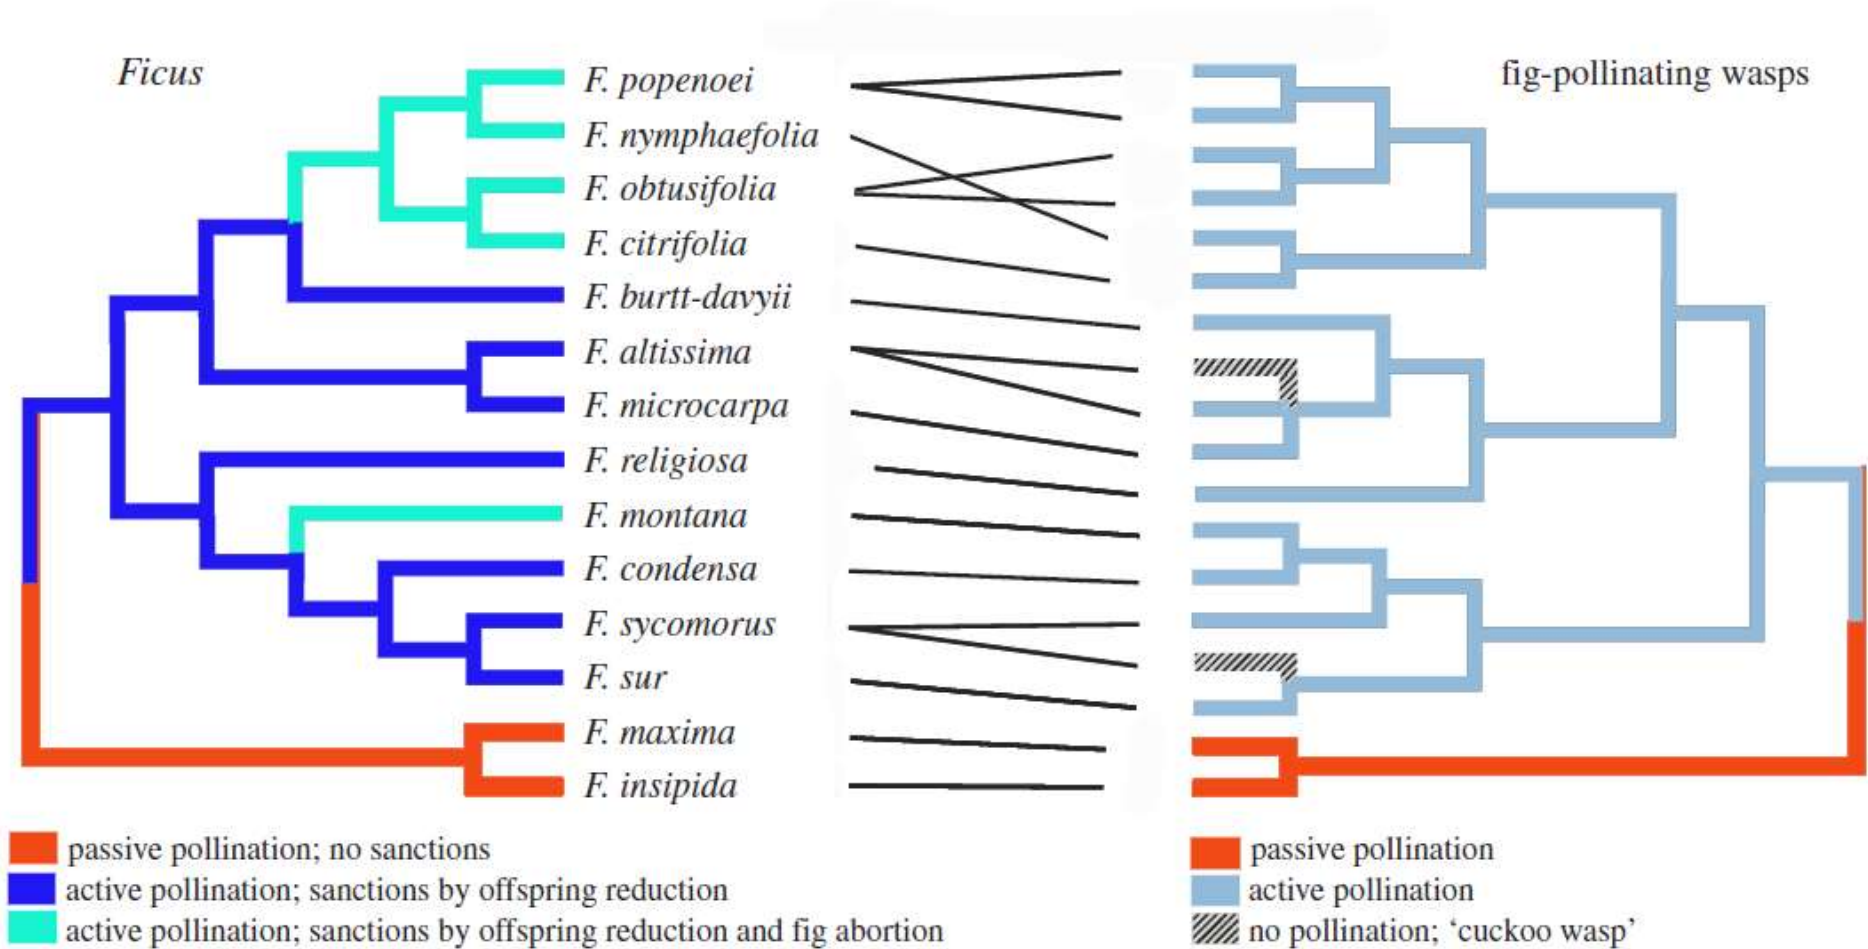 Ficus
fig-pollinating wasps
F. popenoei
F. nymphaefolia
F. obtusifolia
F. citrifolia
F. burtt-davyii
F. altissima
F. microcarpa
F. religiosa
F. montana
F. condensa
F. sycomorus
F. sur
F. maxima
F. insipida
passive pollination; no sanctions
active pollination; sanctions by offspring reduction
active pollination; sanctions by offspring reduction and fig abortion
passive pollination
active pollination
no pollination; ‘cuckoo wasp’